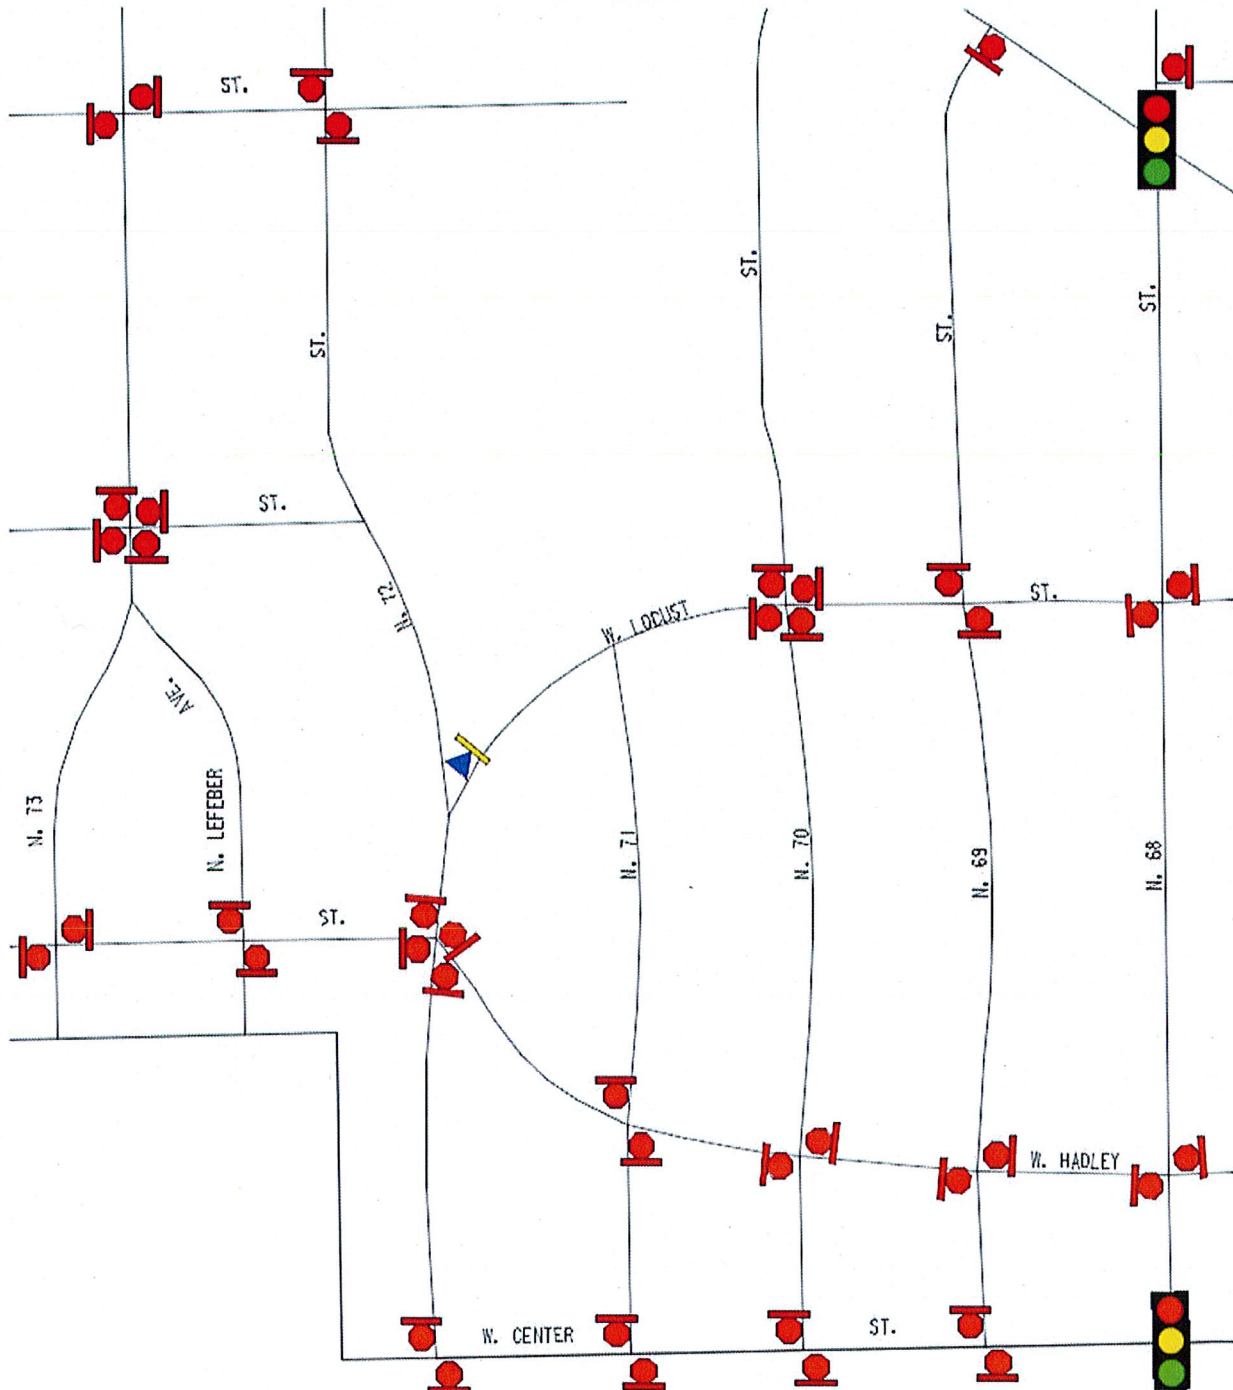 ST.
ST.
ST.
ST.
ST.
ST.
N. 72
W. LOCUST
ST.
AVE.
N. 73
N. LEFEBER
N. 71
N. 70
N. 69
N. 68
ST.
W. HADLEY
W. CENTER
ST.